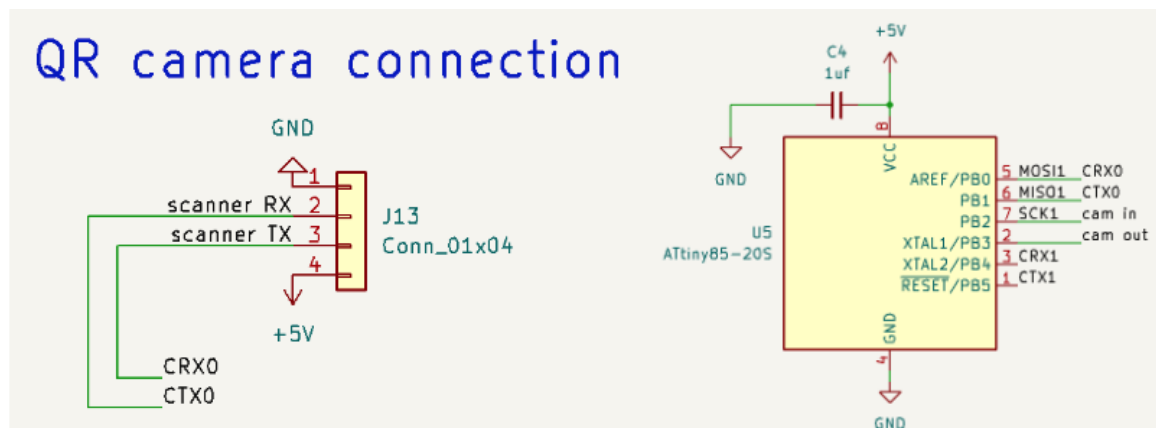 QR camera connection
GND
1
scanner RX 2
scanner TX 3
4
J13
Conn_01x04
+5V
CRX0
CTX0
+5V
C4
1uf
GND
8
VCC
U5
ATtiny85-20S
AREF/PB0 5 MOSI1 CRX0
PB1 6 MISO1 CTX0
PB2 7 SCK1 cam in
XTAL1/PB3 2 cam out
XTAL2/PB4 3 CRX1
RESET/PB5 1 CTX1
GND
4
GND